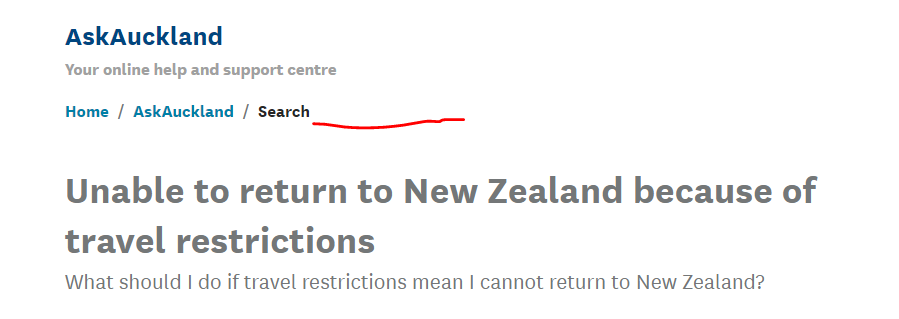 AskAuckland
Your online help and support centre
Home / AskAuckland / Search
Unable to return to New Zealand because of
travel restrictions
What should I do if travel restrictions mean I cannot return to New Zealand?